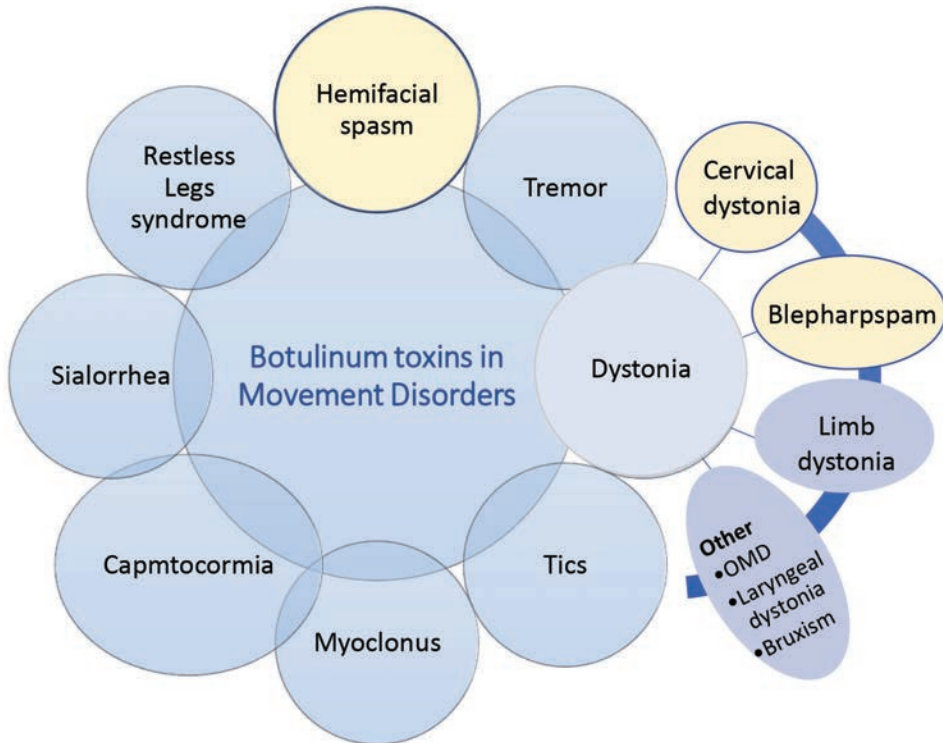 Hemifacial
spasm
Restless
Legs
syndrome
Tremor
Cervical
dystonia
Blepharpspam
Sialorrhea
Botulinum toxins in
Movement Disorders
Dystonia
Limb
dystonia
Capmtocormia
Tics
Myoclonus
Other
•OMD
•Laryngeal
dystonia
•Bruxism